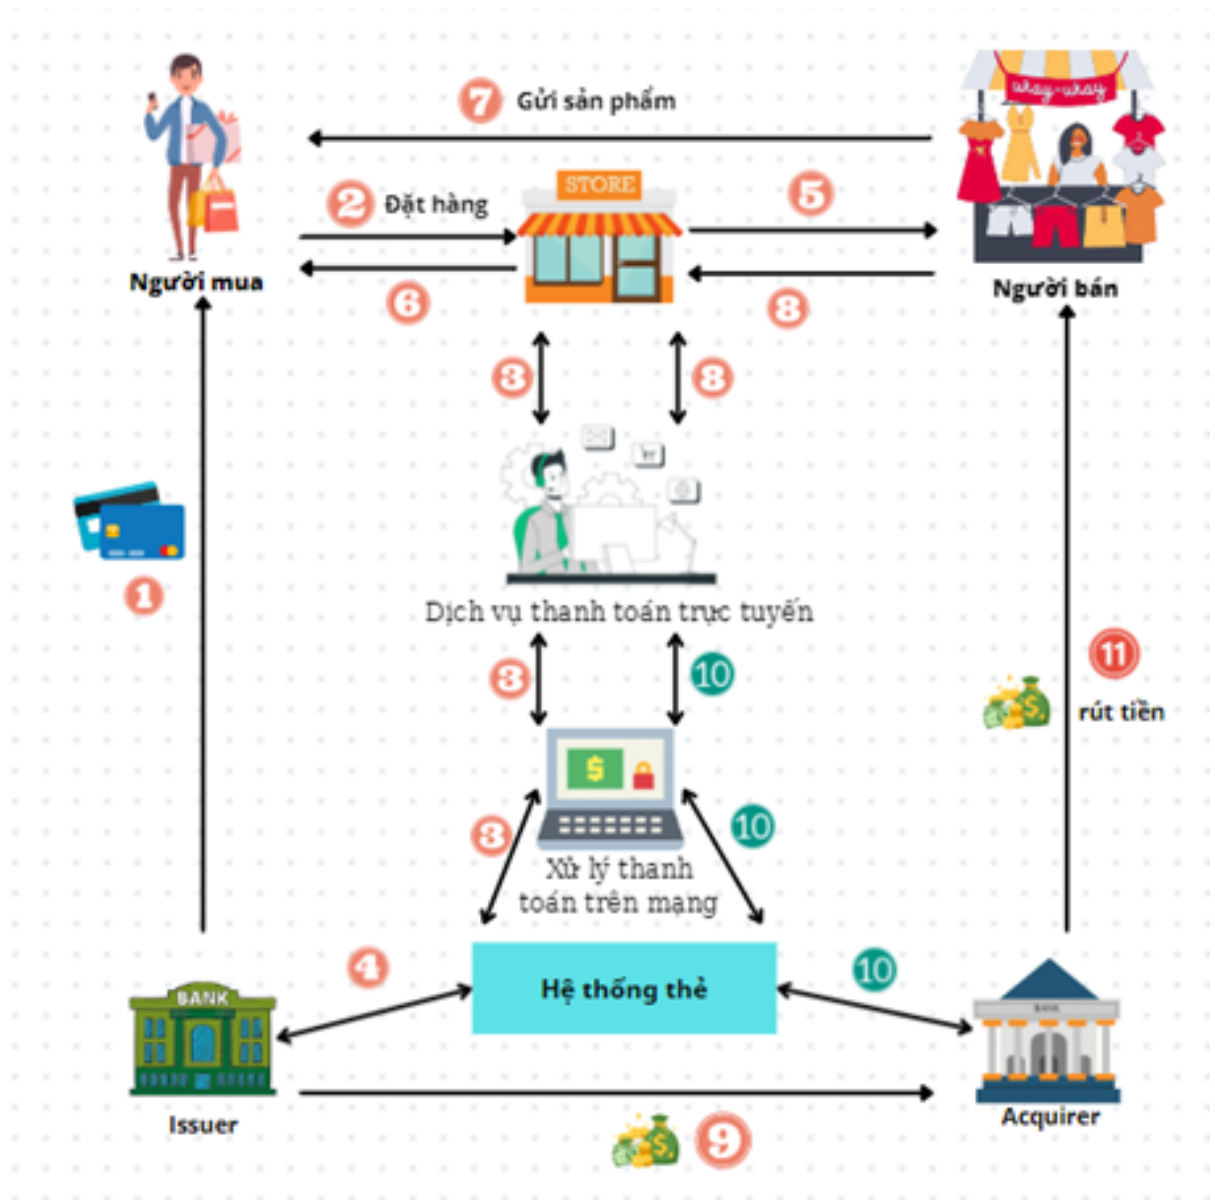 whay-whay
7 Gửi sản phẩm
STORE
2 Đặt hàng
5
Người mua
6
8
Người bán
3
8
1
Dịch vụ thanh toán trực tuyến
3
10
11
rút tiền
$
3
10
Xử lý thanh
toán trên mạng
4
Hệ thống thẻ
10
BANK
BANK
Issuer
Acquirer
9